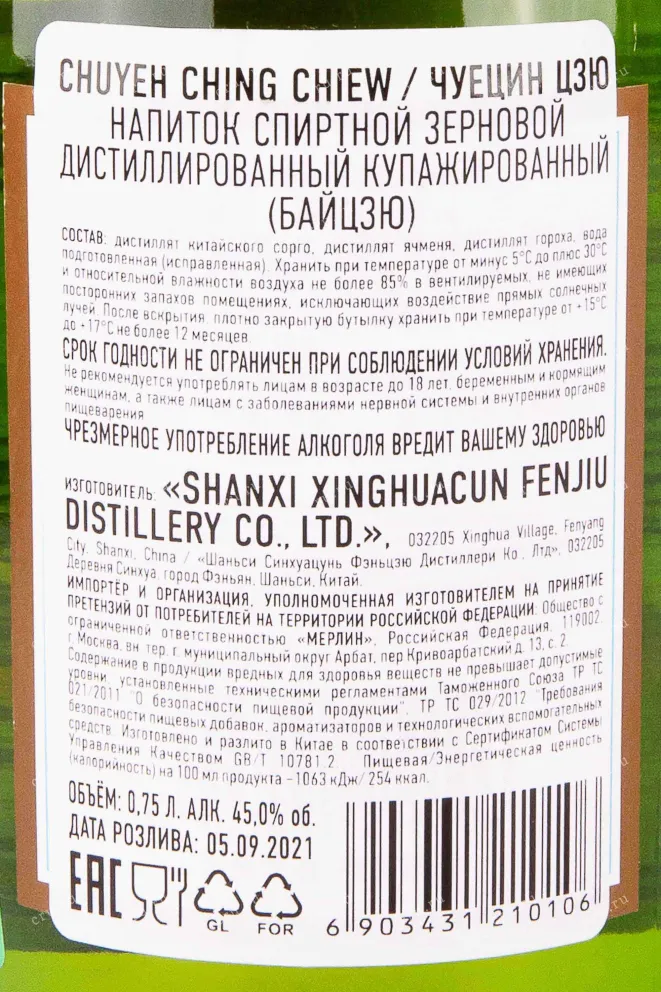 CHUYEH CHING CHIEW / ЧУЕЦИН ЦЗЮ
НАПИТОК СПИРТНОЙ ЗЕРНОВОЙ
ДИСТИЛЛИРОВАННЫЙ КУПАЖИРОВАННЫЙ
(БАЙЦЗЮ)
СОСТАВ: дистиллят китайского сорго, дистиллят ячменя, дистиллят гороха, вода
подготовленная (исправленная). Хранить при температуре от минус 5°С до плюс 30°С
и относительной влажности воздуха не более 85% в вентилируемых, не имеющих
посторонних запахов помещениях, исключающих воздействие прямых солнечных
лучей. После вскрытия, плотно закрытую бутылку хранить при температуре от +15°С
до +17°С не более 12 месяцев.
СРОК ГОДНОСТИ НЕ ОГРАНИЧЕН ПРИ СОБЛЮДЕНИИ УСЛОВИЙ ХРАНЕНИЯ.
Не рекомендуется употреблять лицам в возрасте до 18 лет, беременным и кормящим
женщинам, а также лицам с заболеваниями нервной системы и внутренних органов
пищеварения.
ЧРЕЗМЕРНОЕ УПОТРЕБЛЕНИЕ АЛКОГОЛЯ ВРЕДИТ ВАШЕМУ ЗДОРОВЬЮ
ИЗГОТОВИТЕЛЬ: «SHANXI XINGHUACUN FENJIU
DISTILLERY CO., LTD.», 032205 Xinghua Village, Fenyang
City, Shanxi, China / «Шаньси Синхуацунь Фэньцзю Дистиллери Ко., Лтд», 032205
Деревня Синхуа, город Фэньян, Шаньси, Китай.
ИМПОРТЁР И ОРГАНИЗАЦИЯ, УПОЛНОМОЧЕННАЯ ИЗГОТОВИТЕЛЕМ НА ПРИНЯТИЕ
ПРЕТЕНЗИЙ ОТ ПОТРЕБИТЕЛЕЙ НА ТЕРРИТОРИИ РОССИЙСКОЙ ФЕДЕРАЦИИ: Общество с
ограниченной ответственностью «МЕРЛИН», Российская Федерация, 119002,
г. Москва, вн. тер. г. муниципальный округ Арбат, пер Кривоарбатский д. 13, с. 2.
Содержание в продукции вредных для здоровья веществ не превышает допустимые
уровни, установленные техническими регламентами Таможенного Союза ТР ТС
021/2011 "О безопасности пищевой продукции", ТР ТС 029/2012 "Требования
безопасности пищевых добавок, ароматизаторов и технологических вспомогательных
средств. Изготовлено и разлито в Китае в соответствии с Сертификатом Системы
Управления Качеством GB/T 10781.2. Пищевая/Энергетическая ценность
(калорийность) на 100 мл продукта –1063 кДж/ 254 ккал.
ОБЪЁМ: 0,75 Л. АЛК. 45,0% об.
ДАТА РОЗЛИВА: 05.09.2021
EAC
GL FOR
6 903431 210106